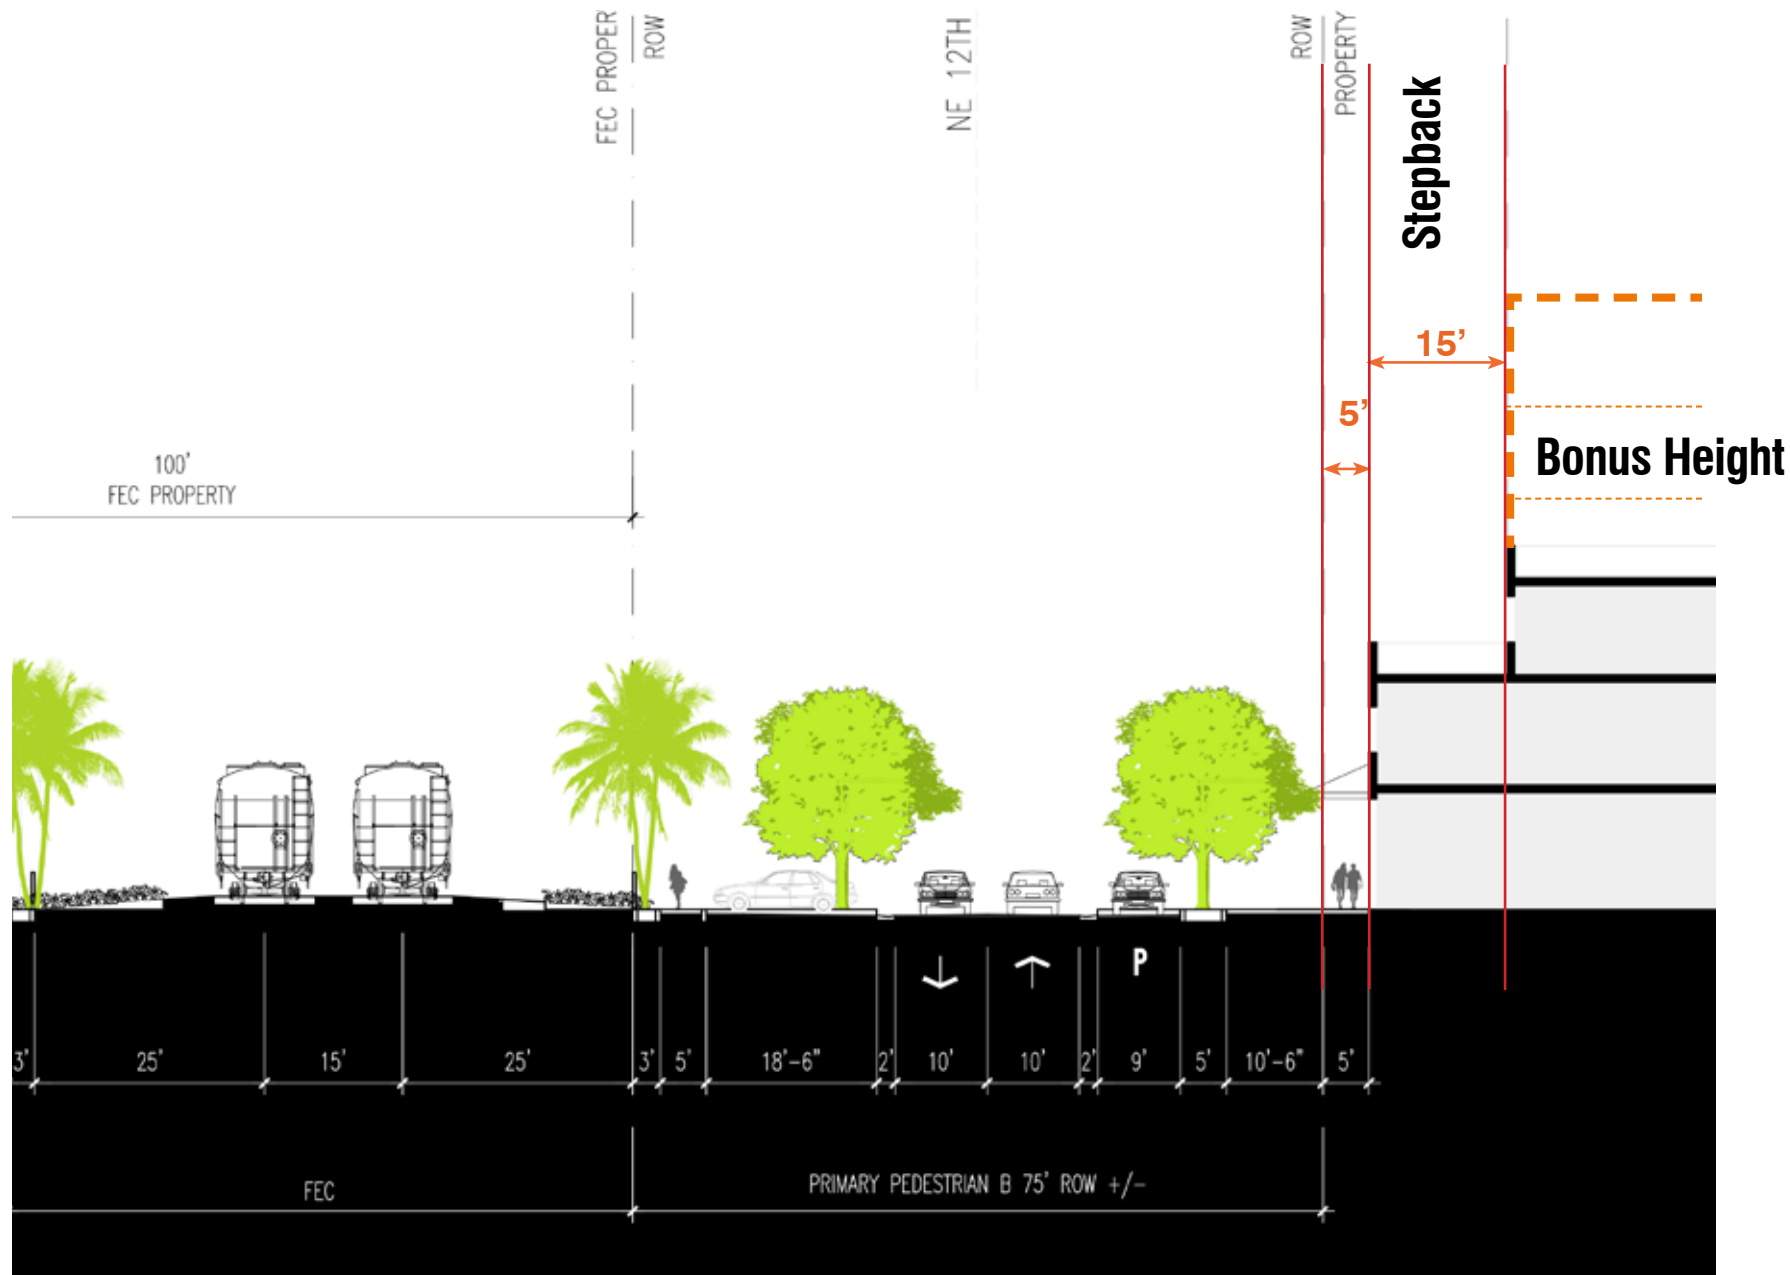 FEC PROPER
ROW
NE 12TH
ROW
PROPERTY
Stepback
15’
5’
Bonus Height
100'
FEC PROPERTY
P
3' 25' 15' 25' 3' 5' 18'-6" 2' 10' 10' 2' 9' 5' 10'-6" 5'
FEC
PRIMARY PEDESTRIAN B 75' ROW +/-